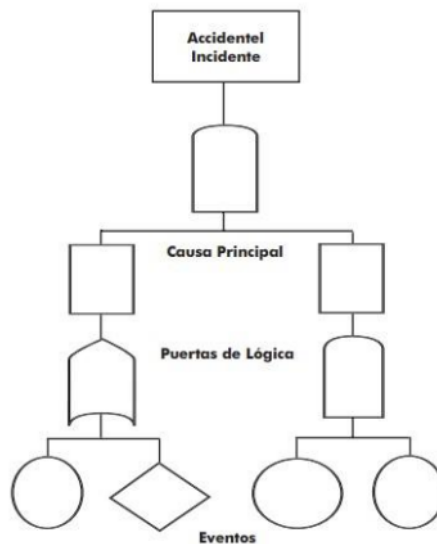 Accidentel
Incidente
Causa Principal
Puertas de Lógica
Eventos